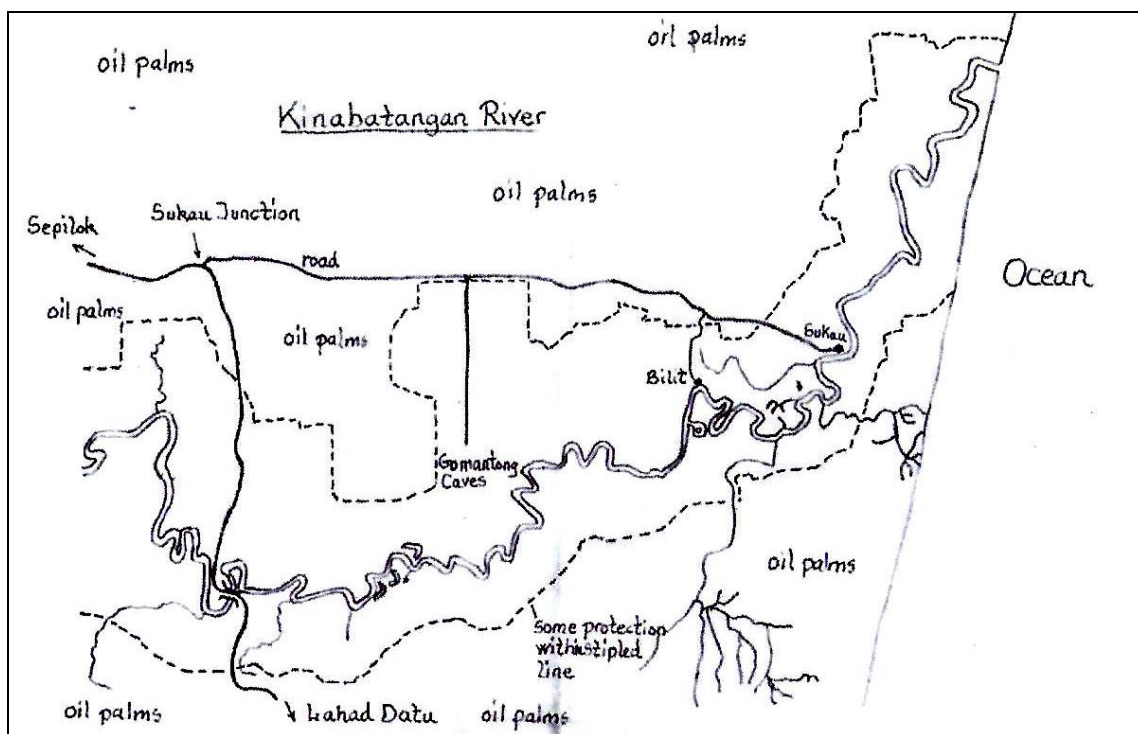 oil palms
oil palms
Kinabatangan River
oil palms
Sukau Junction
Sepilok
road
Ocean
oil palms
oil palms
Sukau
Bilit
Gomantong
Caves
oil palms
some protection
within stipled
line
oil palms
Lahad Datu
oil palms